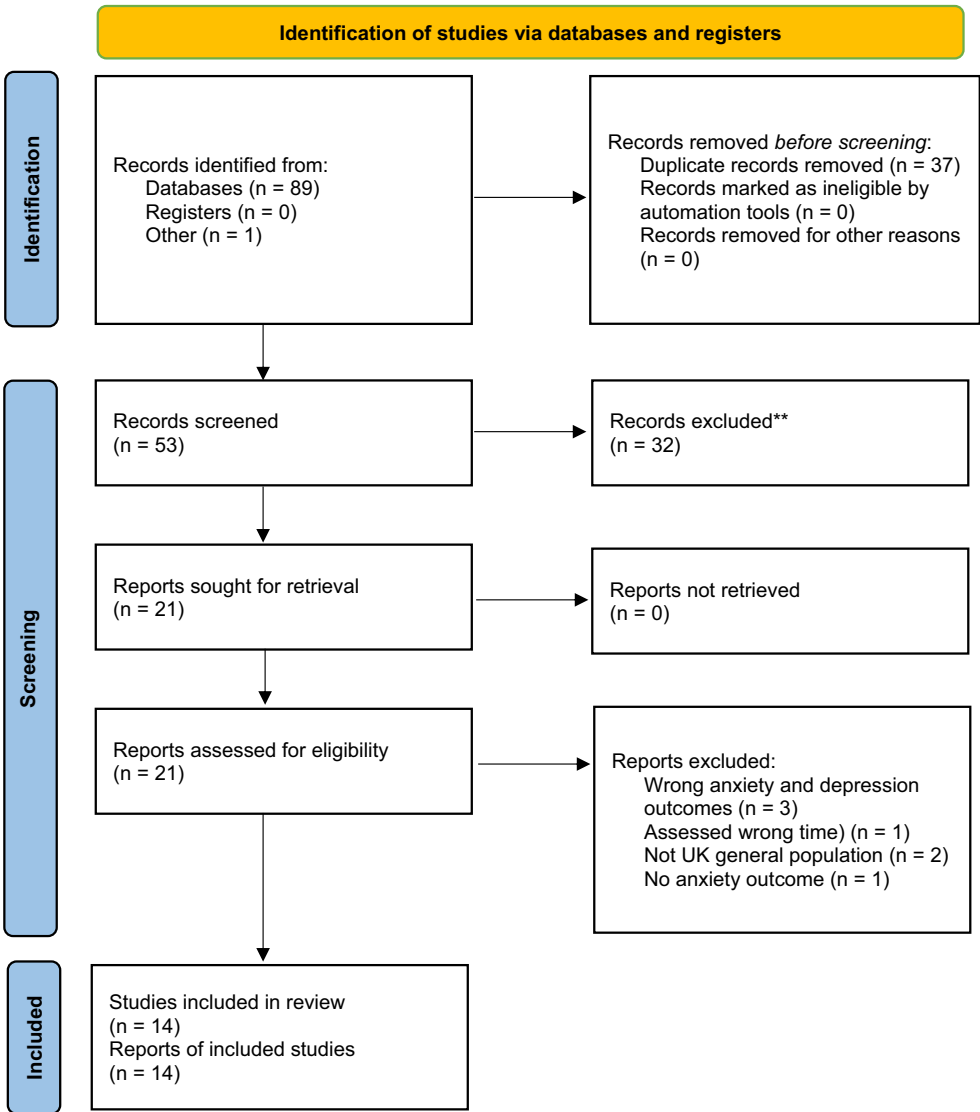 Identification of studies via databases and registers
Identification
Records identified from:
Databases (n = 89)
Registers (n = 0)
Other (n = 1)
Records removed before screening:
Duplicate records removed (n = 37)
Records marked as ineligible by
automation tools (n = 0)
Records removed for other reasons
(n = 0)
Screening
Records screened
(n = 53)
Records excluded**
(n = 32)
Reports sought for retrieval
(n = 21)
Reports not retrieved
(n = 0)
Reports assessed for eligibility
(n = 21)
Reports excluded:
Wrong anxiety and depression
outcomes (n = 3)
Assessed wrong time) (n = 1)
Not UK general population (n = 2)
No anxiety outcome (n = 1)
Included
Studies included in review
(n = 14)
Reports of included studies
(n = 14)